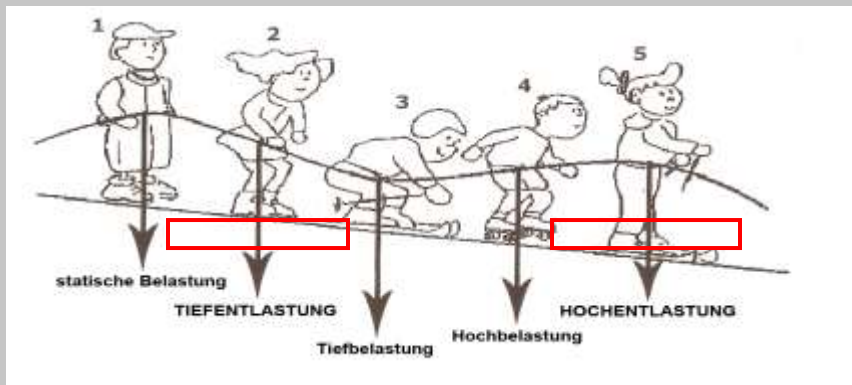 1
2
3
4
5
statische Belastung
TIEFENTLASTUNG
Tiefbelastung
Hochbelastung
HOCHENTLASTUNG